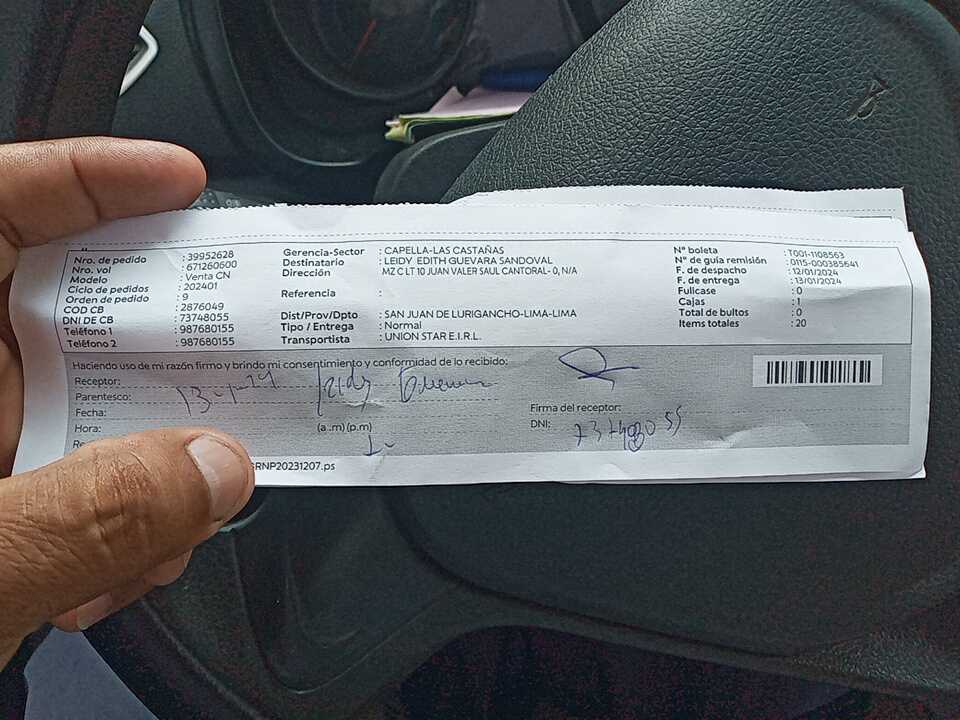 Nro. de pedido : 39952628
Nro. vol : 671260600
Modelo : Venta CN
Ciclo de pedidos : 202401
Orden de pedido : 9
COD CB : 2876049
DNI DE CB : 73748055
Teléfono 1 : 987680155
Teléfono 2 : 987680155
Gerencia-Sector : CAPELLA-LAS CASTAÑAS
Destinatario : LEIDY EDITH GUEVARA SANDOVAL
Dirección MZ C LT 10 JUAN VALER SAUL CANTORAL- 0, N/A
Referencia :
Dist/Prov/Dpto : SAN JUAN DE LURIGANCHO-LIMA-LIMA
Tipo / Entrega : Normal
Transportista : UNION STAR E.I.R.L.
N° boleta : T001-1108563
N° de guia remisión : 0115-000385641
F. de despacho : 12/01/2024
F. de entrega : 13/01/2024
Fullcase : 0
Cajas : 1
Total de bultos : 0
Items totales : 20
Haciendo uso de mi razón firmo y brindo mi consentimiento y conformidad de lo recibido:
Receptor:
Parentesco:
Fecha: 13-1-24
Hora: (a.m) (p.m)
Firma del receptor:
DNI:
GRNP20231207.ps